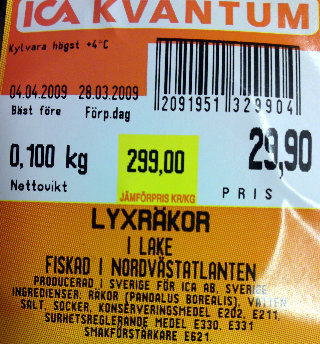 ICA KVANTUM
Kylvara högst +4°C
04.04.2009 28.03.2009
Bäst före Förp.dag
2091951 329904
0,100 kg 299,00 29,90
Nettovikt JÄMFÖRPRIS KR/KG PRIS
LYXRÄKOR
I LAKE
FISKAD I NORDVÄSTATLANTEN
PRODUCERAD I SVERIGE FÖR ICA AB, SVERIGE
INGREDIENSER: RÄKOR (PANDALUS BOREALIS), VATTEN,
SALT, SOCKER, KONSERVERINGSMEDEL E202, E211,
SURHETSREGLERANDE MEDEL E330, E331
SMAKFÖRSTÄRKARE E621.